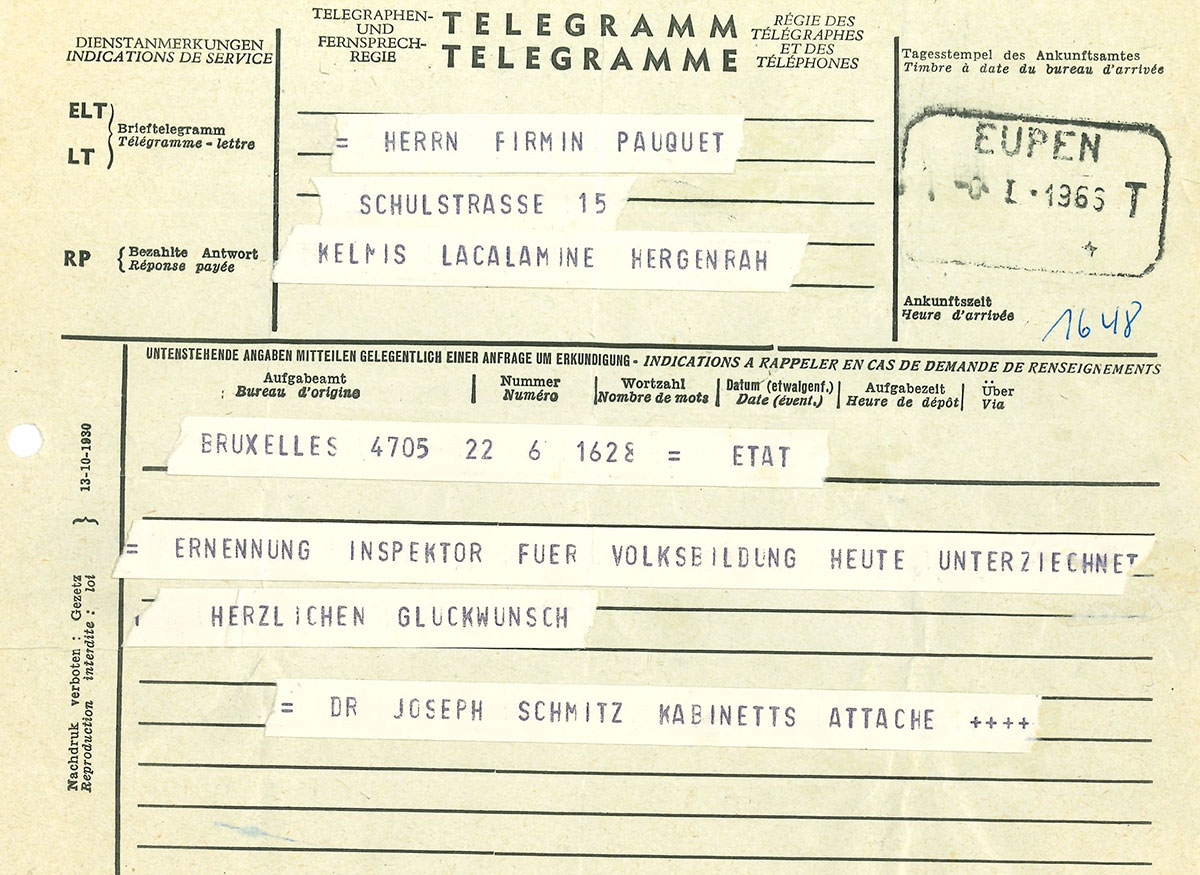 TELEGRAPHEN-
UND
FERNSPRECH-
REGIE
TELEGRAMM
TELEGRAMME
RÉGIE DES
TÉLÉGRAPHES
ET DES
TÉLÉPHONES
DIENSTANMERKUNGEN
INDICATIONS DE SERVICE
ELT
LT
Brieftelegramm
Télégramme - lettre
RP
Bezahlte Antwort
Réponse payée
= HERRN FIRMIN PAUQUET
SCHULSTRASSE 15
KELMIS LACALAMINE HERGENRAH
Tagesstempel des Ankunftsamtes
Timbre à date du bureau d'arrivée
EUPEN
I · 1966 T
Ankunftszeit
Heure d'arrivée
1648
UNTENSTEHENDE ANGABEN MITTEILEN GELEGENTLICH EINER ANFRAGE UM ERKUNDIGUNG - INDICATIONS A RAPPELER EN CAS DE DEMANDE DE RENSEIGNEMENTS
Aufgabeamt
Bureau d'origine
Nummer
Numéro
Wortzahl
Nombre de mots
Datum (etwaigenf.)
Date (évent.)
Aufgabezeit
Heure de dépôt
Über
Via
BRUXELLES 4705 22 6 1628 = ETAT
= ERNENNUNG INSPEKTOR FUER VOLKSBILDUNG HEUTE UNTERZIECHNET
HERZLICHEN GLUCKWUNSCH
= DR JOSEPH SCHMITZ KABINETTS ATTACHE ++++
Nachdruk verboten : Gezetz } 13-10-1930
Reproduction interdite : loi